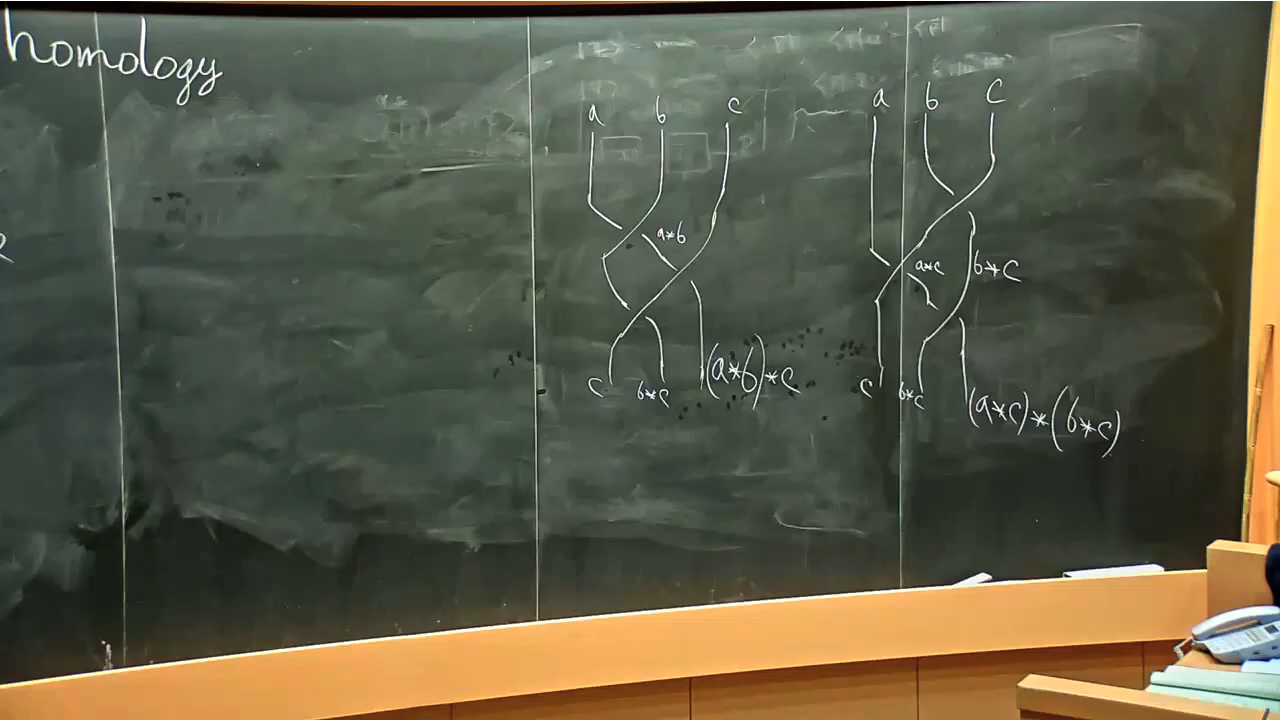 homology
a b c
a*b
c b*c (a*b)*c
a b c
a*c b*c
c b*c (a*c)*(b*c)